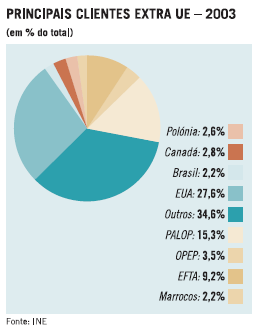 PRINCIPAIS CLIENTES EXTRA UE – 2003
(em % do total)
Polónia: 2,6%
Canadá: 2,8%
Brasil: 2,2%
EUA: 27,6%
Outros: 34,6%
PALOP: 15,3%
OPEP: 3,5%
EFTA: 9,2%
Marrocos: 2,2%
Fonte: INE